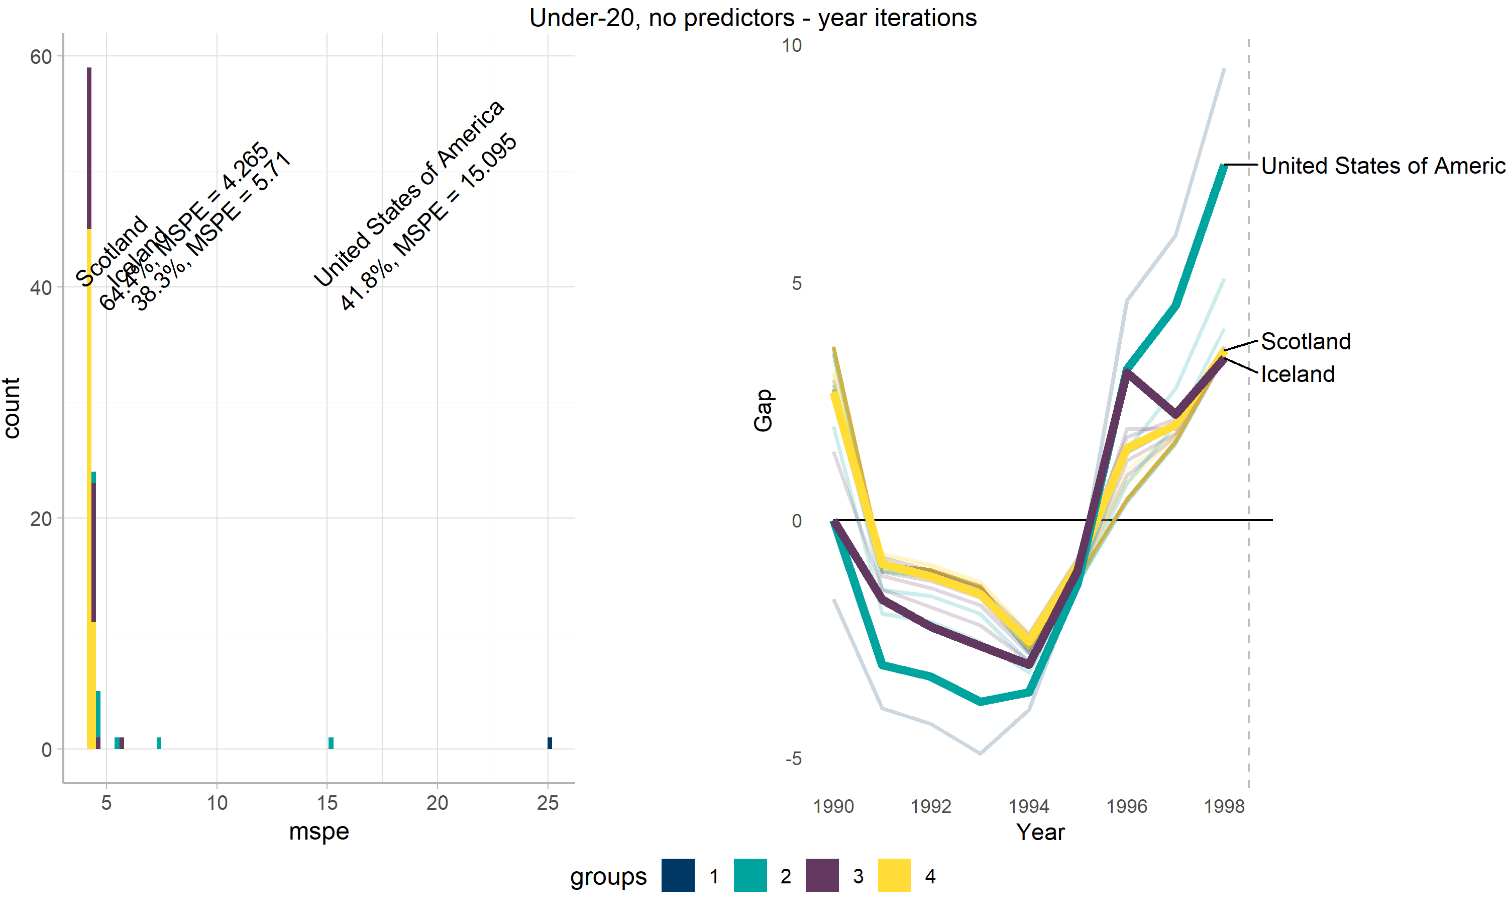 Under-20, no predictors - year iterations
60
40
20
0
count
Scotland
64.4%, MSPE = 4.265
Iceland
38.3%, MSPE = 5.71
United States of America
41.8%, MSPE = 15.095
5
10
15
20
25
mspe
10
5
0
-5
Gap
United States of Americ
Scotland
Iceland
1990
1992
1994
1996
1998
Year
groups
1
2
3
4